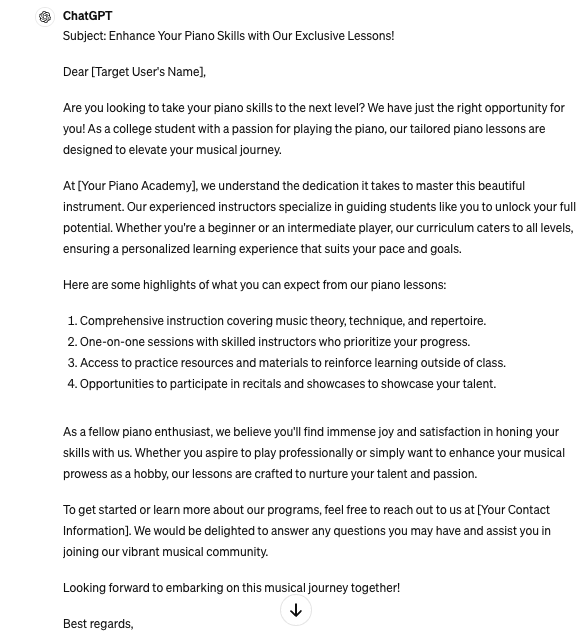 ChatGPT
Subject: Enhance Your Piano Skills with Our Exclusive Lessons!
Dear [Target User's Name],
Are you looking to take your piano skills to the next level? We have just the right opportunity for
you! As a college student with a passion for playing the piano, our tailored piano lessons are
designed to elevate your musical journey.
At [Your Piano Academy], we understand the dedication it takes to master this beautiful
instrument. Our experienced instructors specialize in guiding students like you to unlock your full
potential. Whether you're a beginner or an intermediate player, our curriculum caters to all levels,
ensuring a personalized learning experience that suits your pace and goals.
Here are some highlights of what you can expect from our piano lessons:
1. Comprehensive instruction covering music theory, technique, and repertoire.
2. One-on-one sessions with skilled instructors who prioritize your progress.
3. Access to practice resources and materials to reinforce learning outside of class.
4. Opportunities to participate in recitals and showcases to showcase your talent.
As a fellow piano enthusiast, we believe you'll find immense joy and satisfaction in honing your
skills with us. Whether you aspire to play professionally or simply want to enhance your musical
prowess as a hobby, our lessons are crafted to nurture your talent and passion.
To get started or learn more about our programs, feel free to reach out to us at [Your Contact
Information]. We would be delighted to answer any questions you may have and assist you in
joining our vibrant musical community.
Looking forward to embarking on this musical journey together!
Best regards,